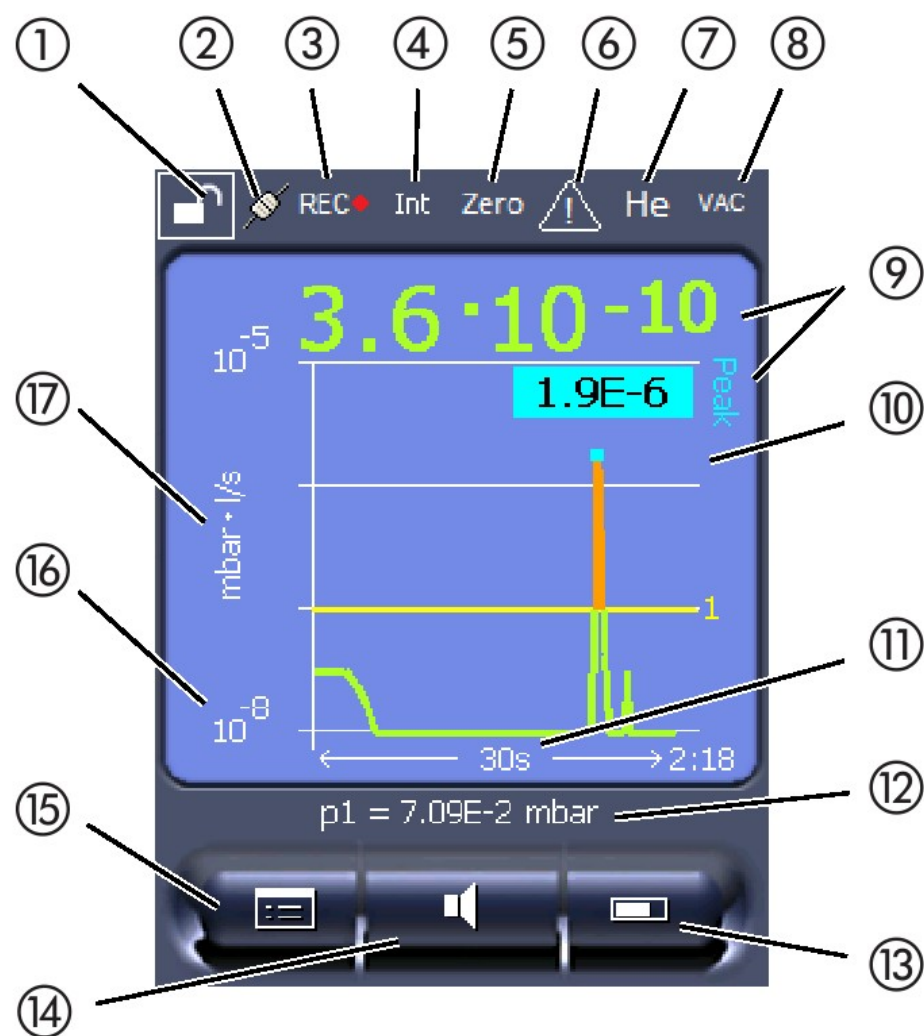 ① ② ③ ④ ⑤ ⑥ ⑦ ⑧
REC Int Zero ! He VAC
⑨
3.6 · 10 -10
10-5
Peak
1.9E-6
⑩
⑰
mbar · l/s
⑯
1
⑪
10-8
30s 2:18
⑫
p1 = 7.09E-2 mbar
⑮
⑬
⑭